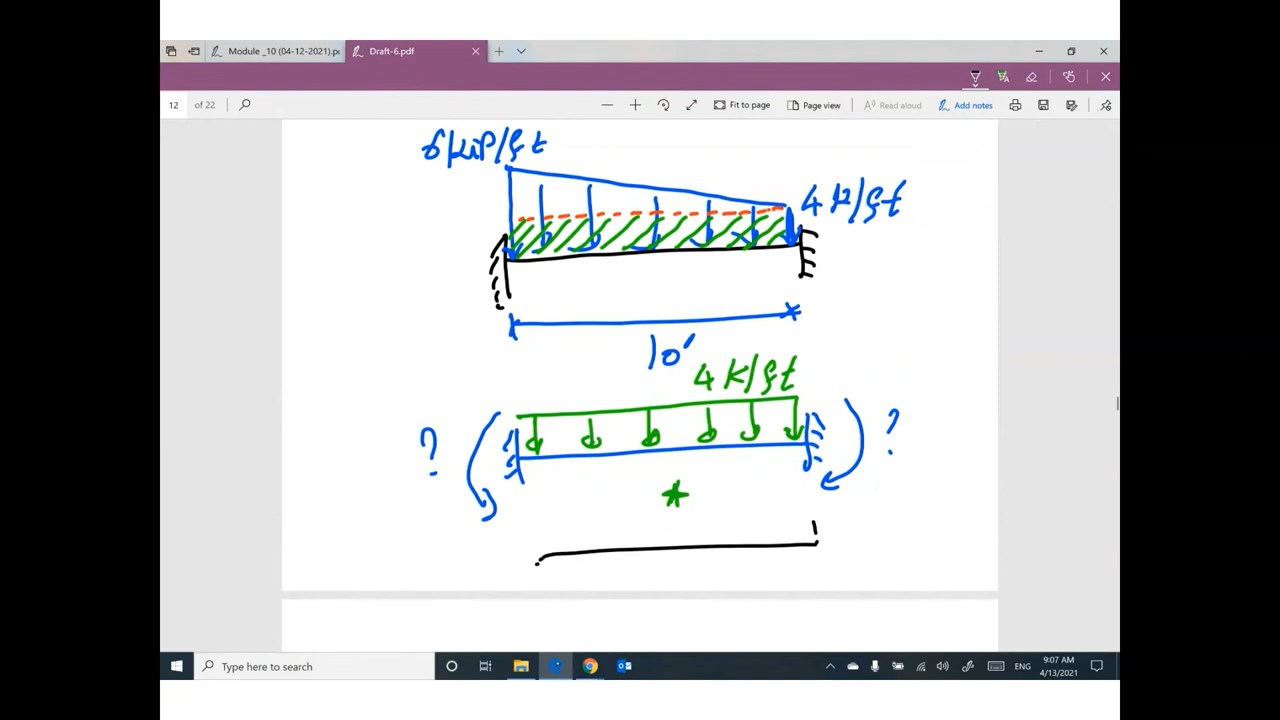 Module _10 (04-12-2021).p
Draft-6.pdf
12 of 22
Fit to page
Page view
Read aloud
Add notes
6 kip/ft
4 k/ft
10'
4 k/ft
?
?
Type here to search
ENG
9:07 AM
4/13/2021